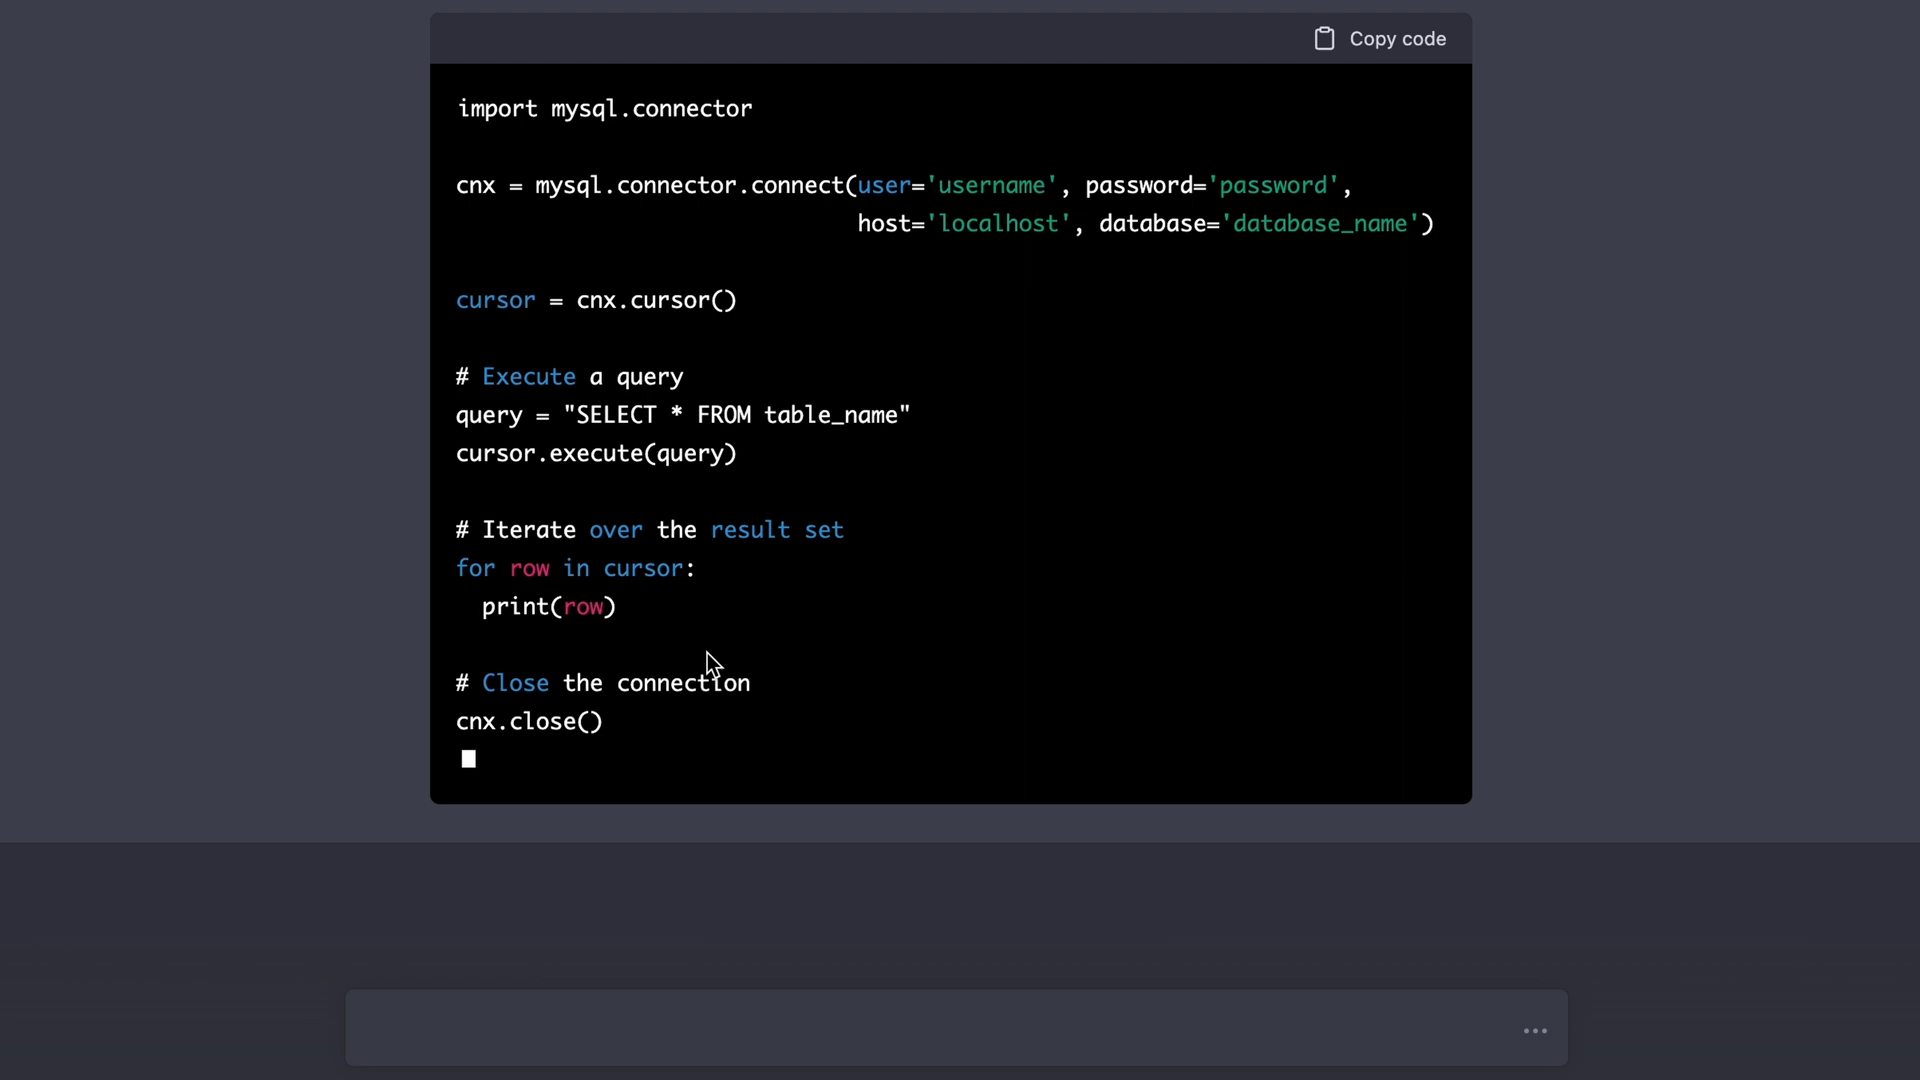 Copy code
import mysql.connector
cnx = mysql.connector.connect(user='username', password='password',
                              host='localhost', database='database_name')
cursor = cnx.cursor()
# Execute a query
query = "SELECT * FROM table_name"
cursor.execute(query)
# Iterate over the result set
for row in cursor:
  print(row)
# Close the connection
cnx.close()